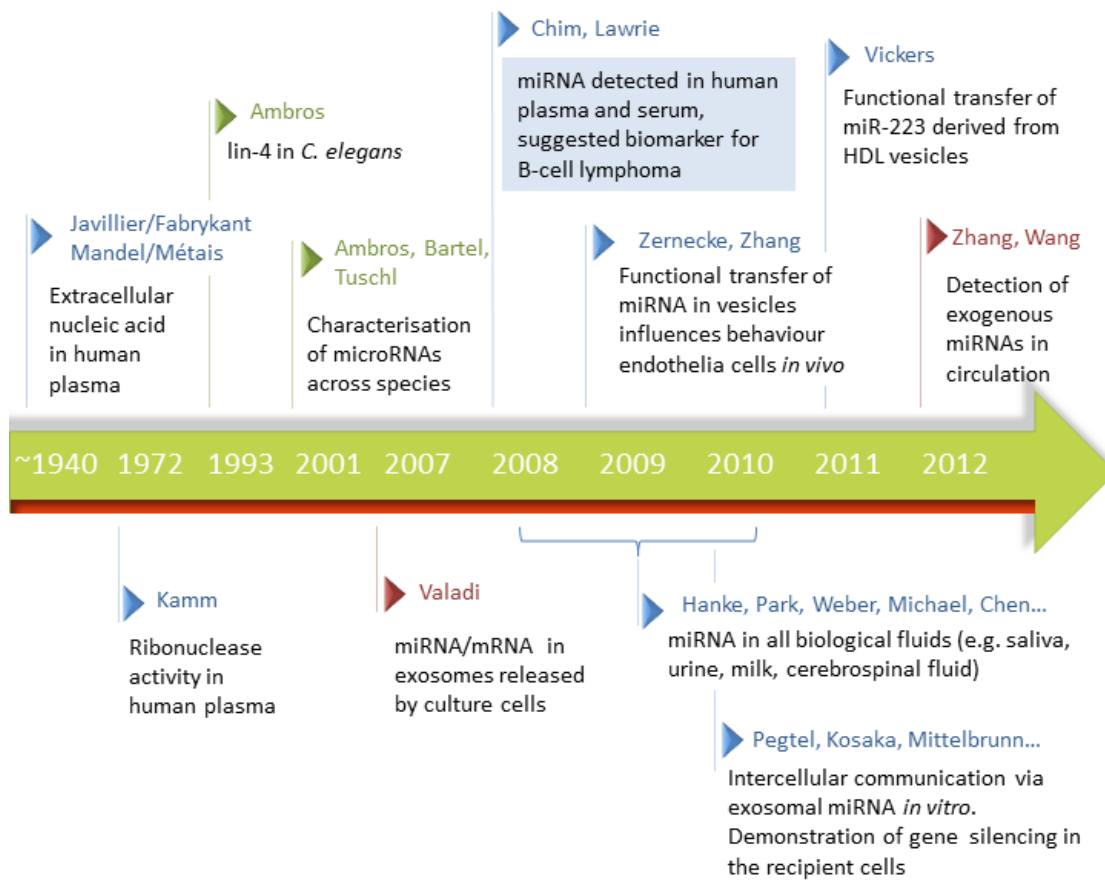 Chim, Lawrie
miRNA detected in human
plasma and serum,
suggested biomarker for
B-cell lymphoma
Vickers
Functional transfer of
miR-223 derived from
HDL vesicles
Ambros
lin-4 in C. elegans
Javillier/Fabrykant
Mandel/Métais
Extracellular
nucleic acid
in human
plasma
Ambros, Bartel,
Tuschl
Characterisation
of microRNAs
across species
Zernecke, Zhang
Functional transfer of
miRNA in vesicles
influences behaviour
endothelia cells in vivo
Zhang, Wang
Detection of
exogenous
miRNAs in
circulation
~1940 1972 1993 2001 2007 2008 2009 2010 2011 2012
Kamm
Ribonuclease
activity in
human plasma
Valadi
miRNA/mRNA in
exosomes released
by culture cells
Hanke, Park, Weber, Michael, Chen...
miRNA in all biological fluids (e.g. saliva,
urine, milk, cerebrospinal fluid)
Pegtel, Kosaka, Mittelbrunn...
Intercellular communication via
exosomal miRNA in vitro.
Demonstration of gene silencing in
the recipient cells